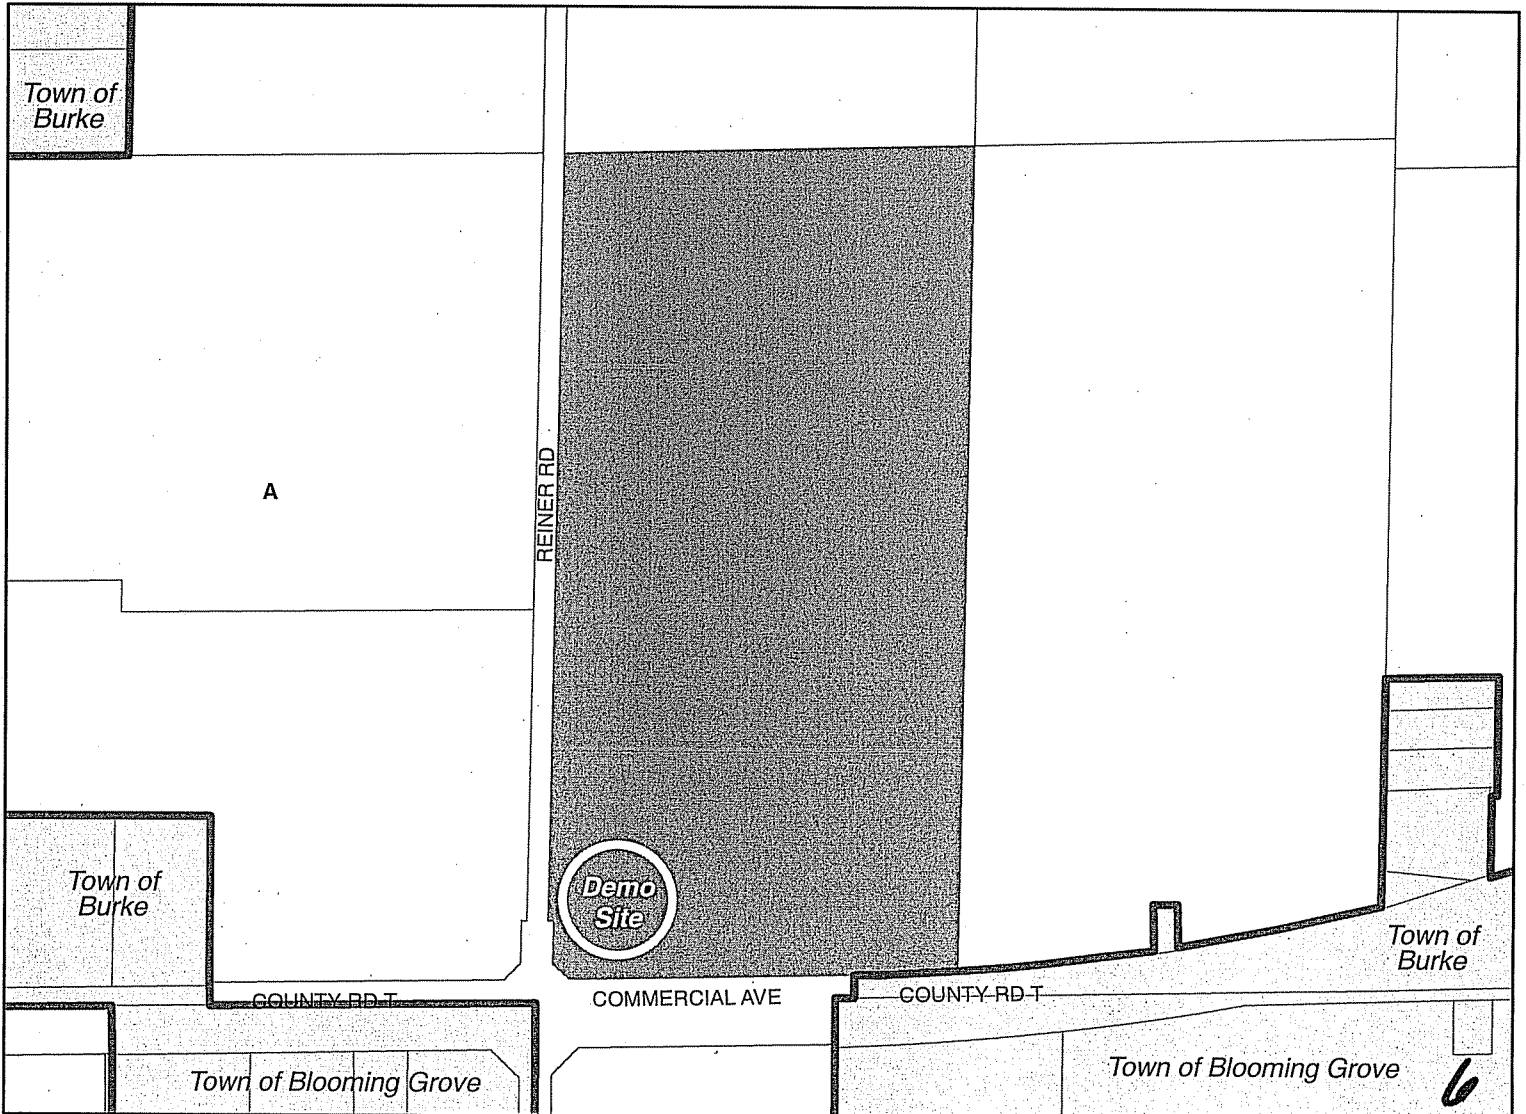 Town of
Burke
A
REINER RD
Demo
Site
Town of
Burke
Town of
Burke
COUNTY RD T
COMMERCIAL AVE
COUNTY RD T
Town of Blooming Grove
Town of Blooming Grove
6